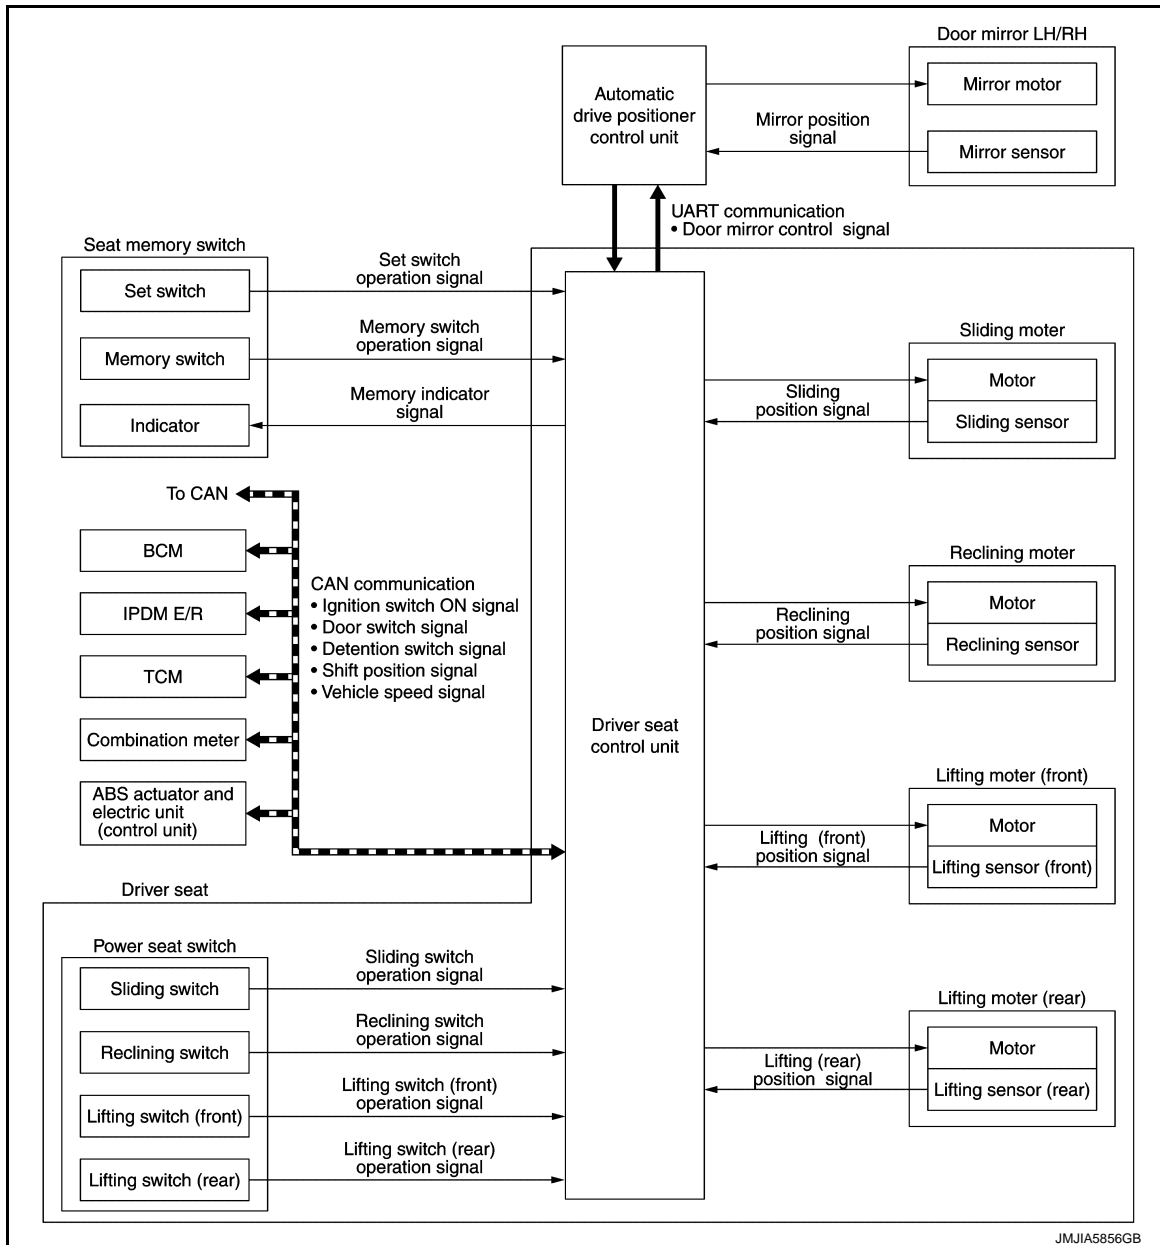 Door mirror LH/RH
Automatic
drive positioner
control unit
Mirror motor
Mirror position
signal
Mirror sensor
UART communication
• Door mirror control signal
Seat memory switch
Set switch
Set switch
operation signal
Memory switch
Memory switch
operation signal
Indicator
Memory indicator
signal
Sliding moter
Motor
Sliding
position signal
Sliding sensor
To CAN
BCM
IPDM E/R
TCM
Combination meter
ABS actuator and
electric unit
(control unit)
CAN communication
• Ignition switch ON signal
• Door switch signal
• Detention switch signal
• Shift position signal
• Vehicle speed signal
Reclining moter
Motor
Reclining
position signal
Reclining sensor
Driver seat
control unit
Lifting moter (front)
Motor
Lifting (front)
position signal
Lifting sensor (front)
Driver seat
Power seat switch
Sliding switch
Sliding switch
operation signal
Reclining switch
Reclining switch
operation signal
Lifting switch (front)
Lifting switch (front)
operation signal
Lifting switch (rear)
Lifting switch (rear)
operation signal
Lifting moter (rear)
Motor
Lifting (rear)
position signal
Lifting sensor (rear)
JMJIA5856GB